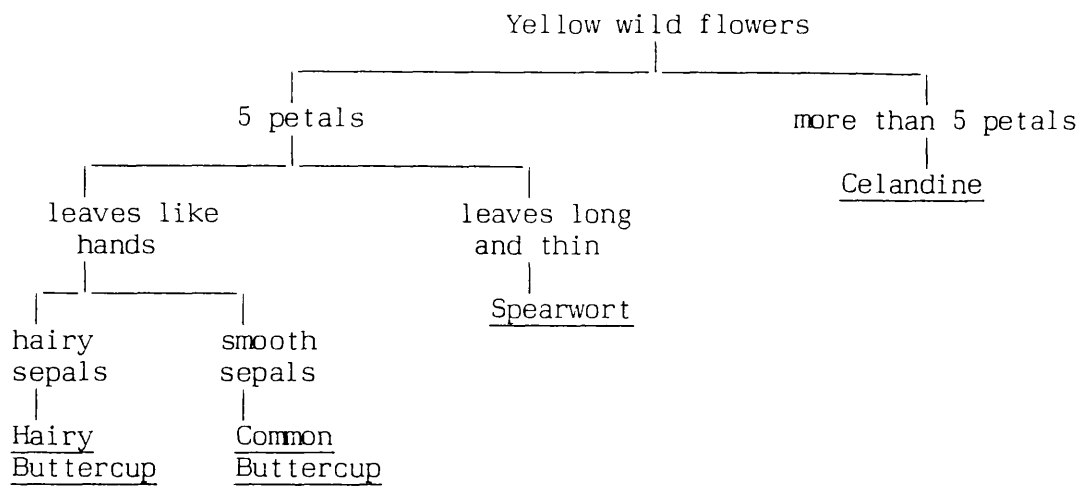 Yellow wild flowers
5 petals
more than 5 petals
Celandine
leaves like
hands
leaves long
and thin
Spearwort
hairy
sepals
smooth
sepals
Hairy
Buttercup
Common
Buttercup